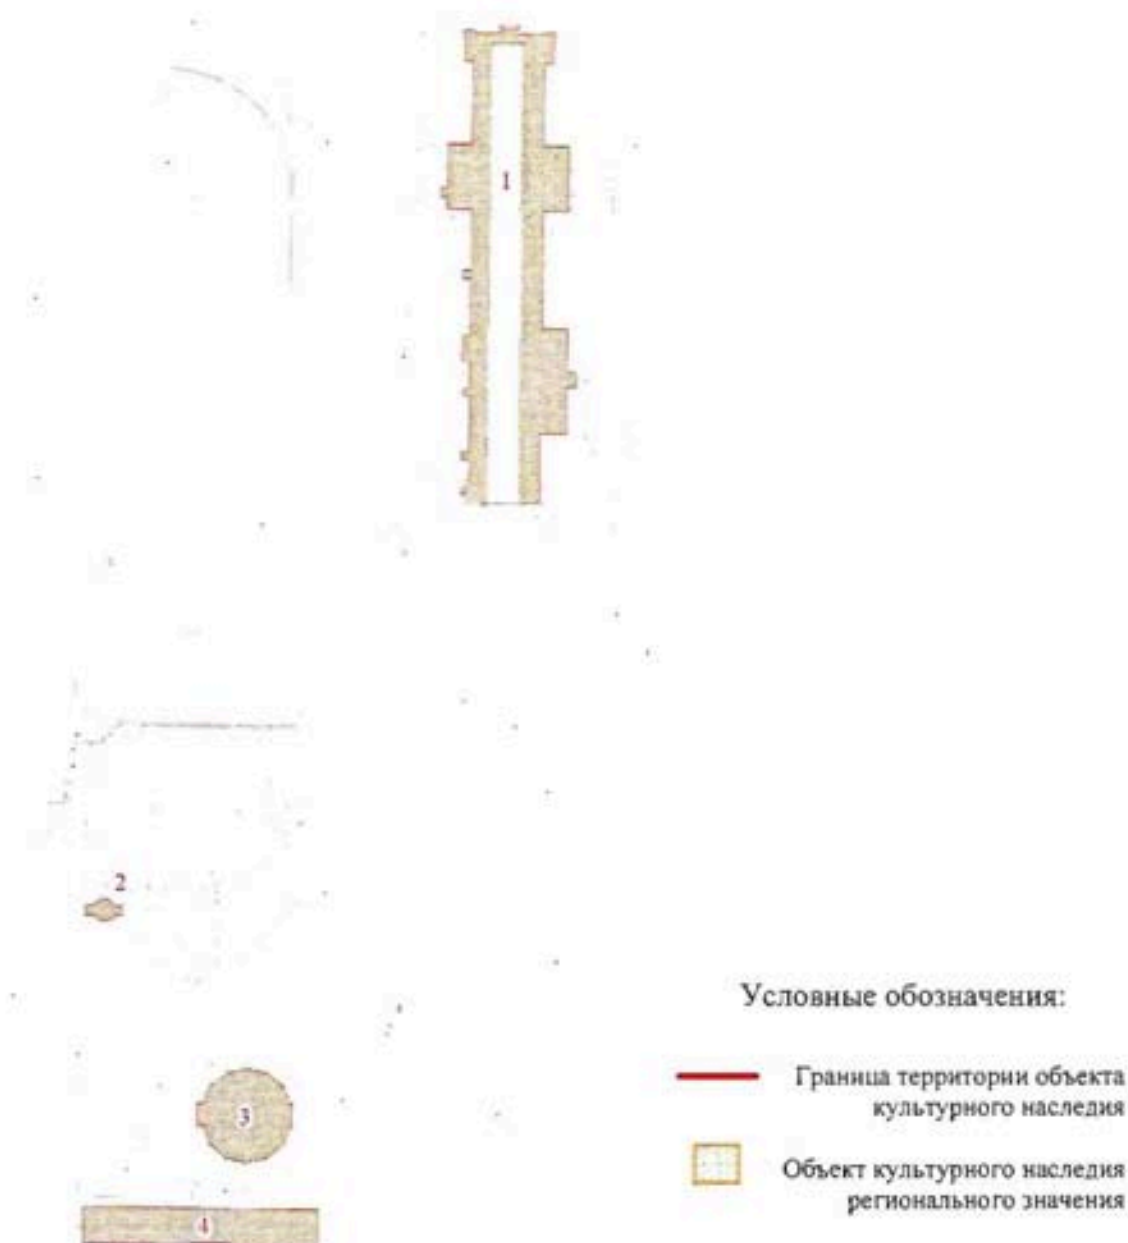 1
2
3
4
Условные обозначения:
Граница территории объекта
культурного наследия
Объект культурного наследия
регионального значения